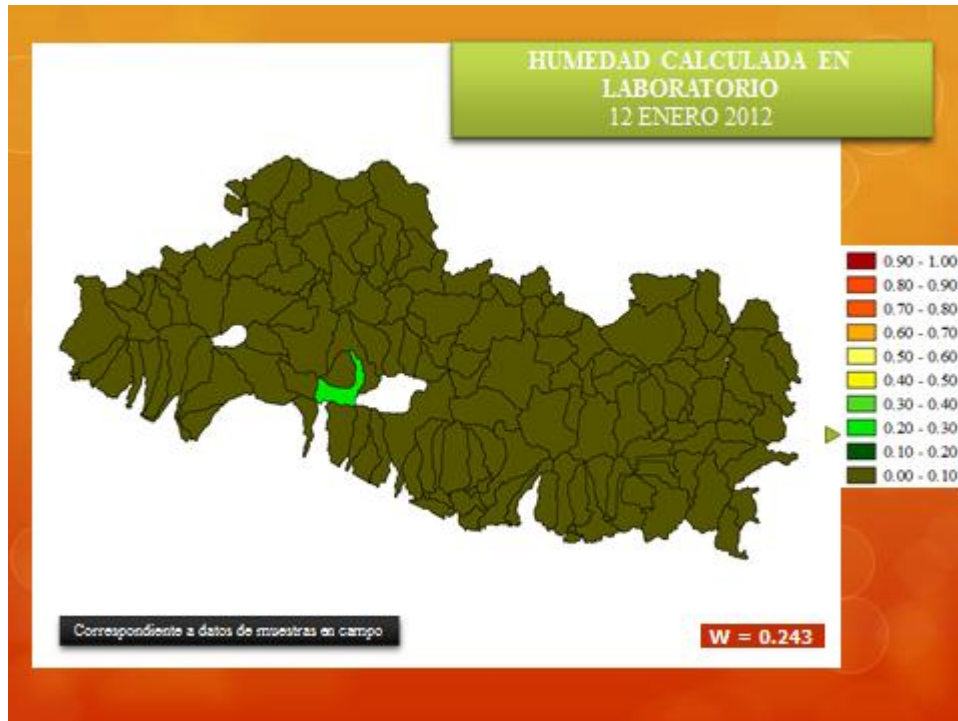 HUMEDAD CALCULADA EN
LABORATORIO
12 ENERO 2012
0.90 - 1.00
0.80 - 0.90
0.70 - 0.80
0.60 - 0.70
0.50 - 0.60
0.40 - 0.50
0.30 - 0.40
0.20 - 0.30
0.10 - 0.20
0.00 - 0.10
Correspondiente a datos de muestras en campo
W = 0.243